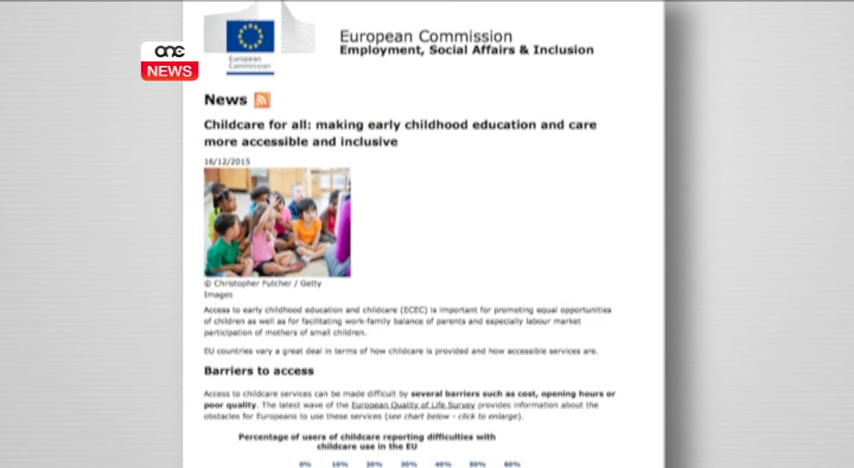 one
NEWS
European Commission
Employment, Social Affairs & Inclusion
European
Commission
News
Childcare for all: making early childhood education and care
more accessible and inclusive
16/12/2015
© Christopher Futcher / Getty
Images
Access to early childhood education and childcare (ECEC) is important for promoting equal opportunities
of children as well as for facilitating work-family balance of parents and especially labour market
participation of mothers of small children.
EU countries vary a great deal in terms of how childcare is provided and how accessible services are.
Barriers to access
Access to childcare services can be made difficult by several barriers such as cost, opening hours or
poor quality. The latest wave of the European Quality of Life Survey provides information about the
obstacles for Europeans to use these services (see chart below - click to enlarge).
Percentage of users of childcare reporting difficulties with
childcare use in the EU
0% 10% 20% 30% 40% 50% 60%